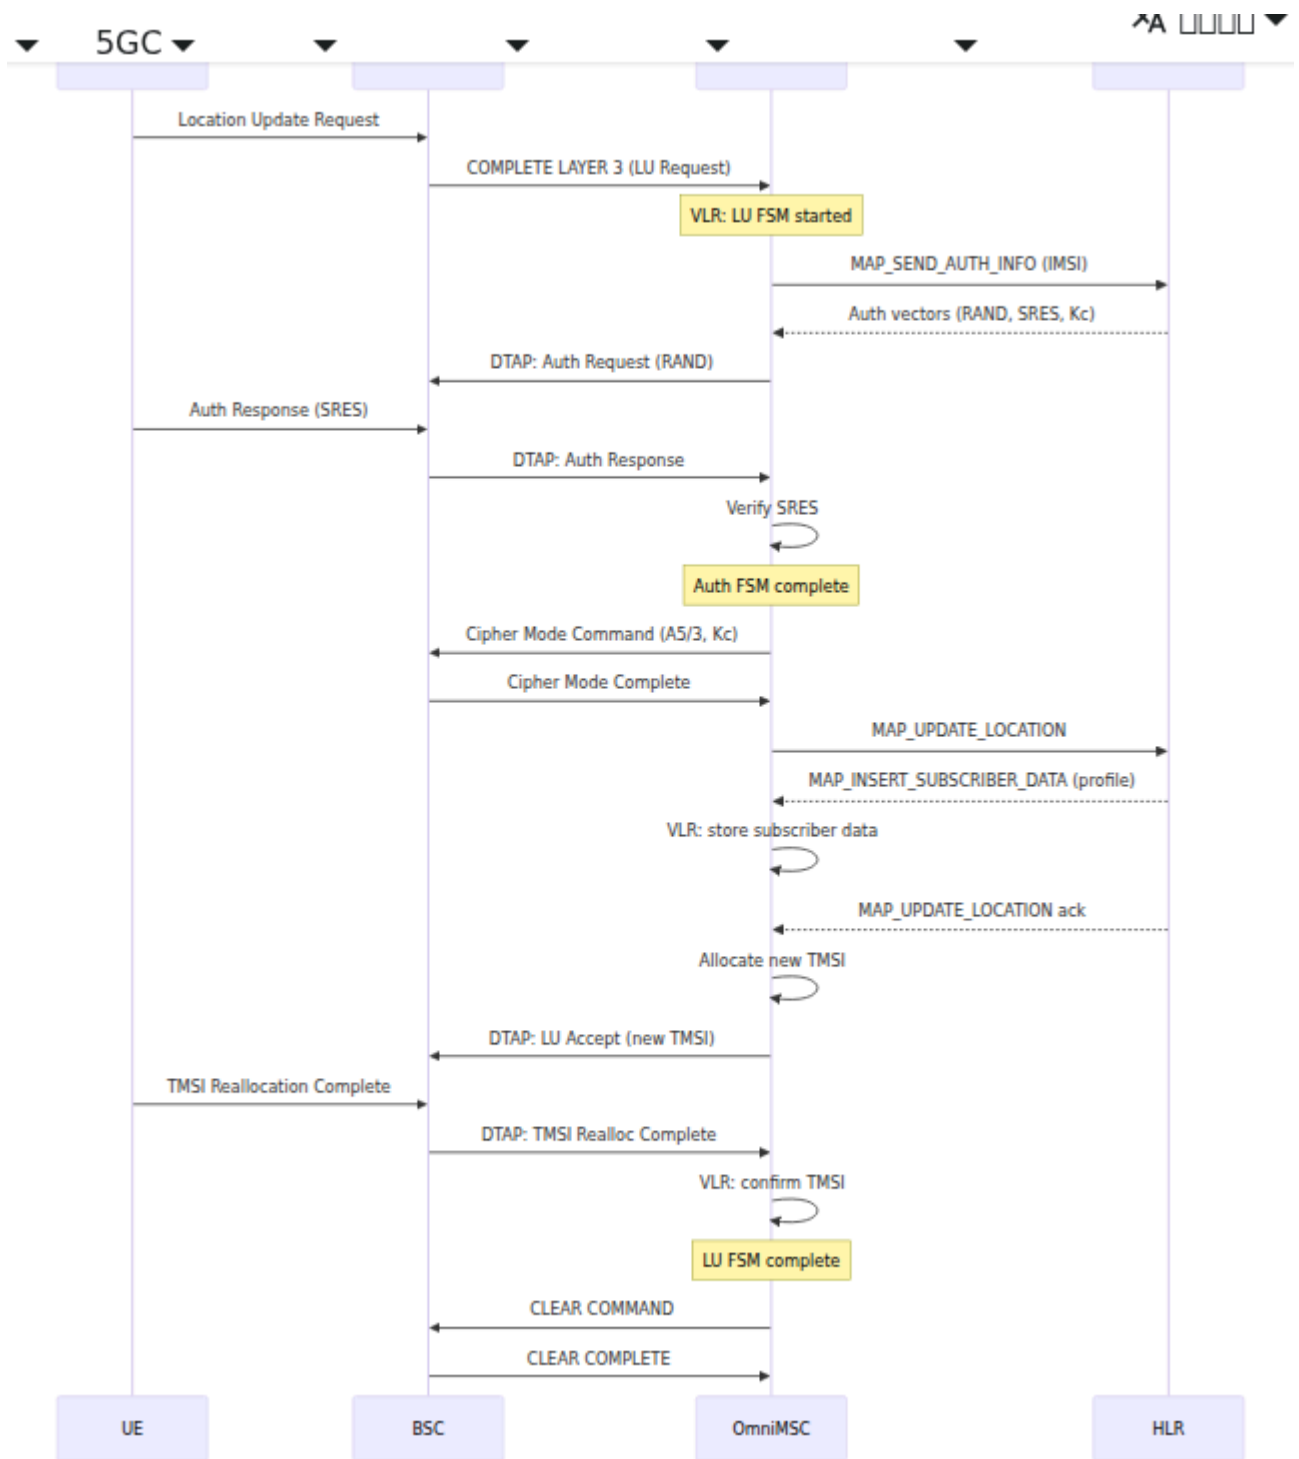 5GC
Location Update Request
COMPLETE LAYER 3 (LU Request)
VLR: LU FSM started
MAP_SEND_AUTH_INFO (IMSI)
Auth vectors (RAND, SRES, Kc)
DTAP: Auth Request (RAND)
Auth Response (SRES)
DTAP: Auth Response
Verify SRES
Auth FSM complete
Cipher Mode Command (A5/3, Kc)
Cipher Mode Complete
MAP_UPDATE_LOCATION
MAP_INSERT_SUBSCRIBER_DATA (profile)
VLR: store subscriber data
MAP_UPDATE_LOCATION ack
Allocate new TMSI
DTAP: LU Accept (new TMSI)
TMSI Reallocation Complete
DTAP: TMSI Realloc Complete
VLR: confirm TMSI
LU FSM complete
CLEAR COMMAND
CLEAR COMPLETE
UE
BSC
OmniMSC
HLR